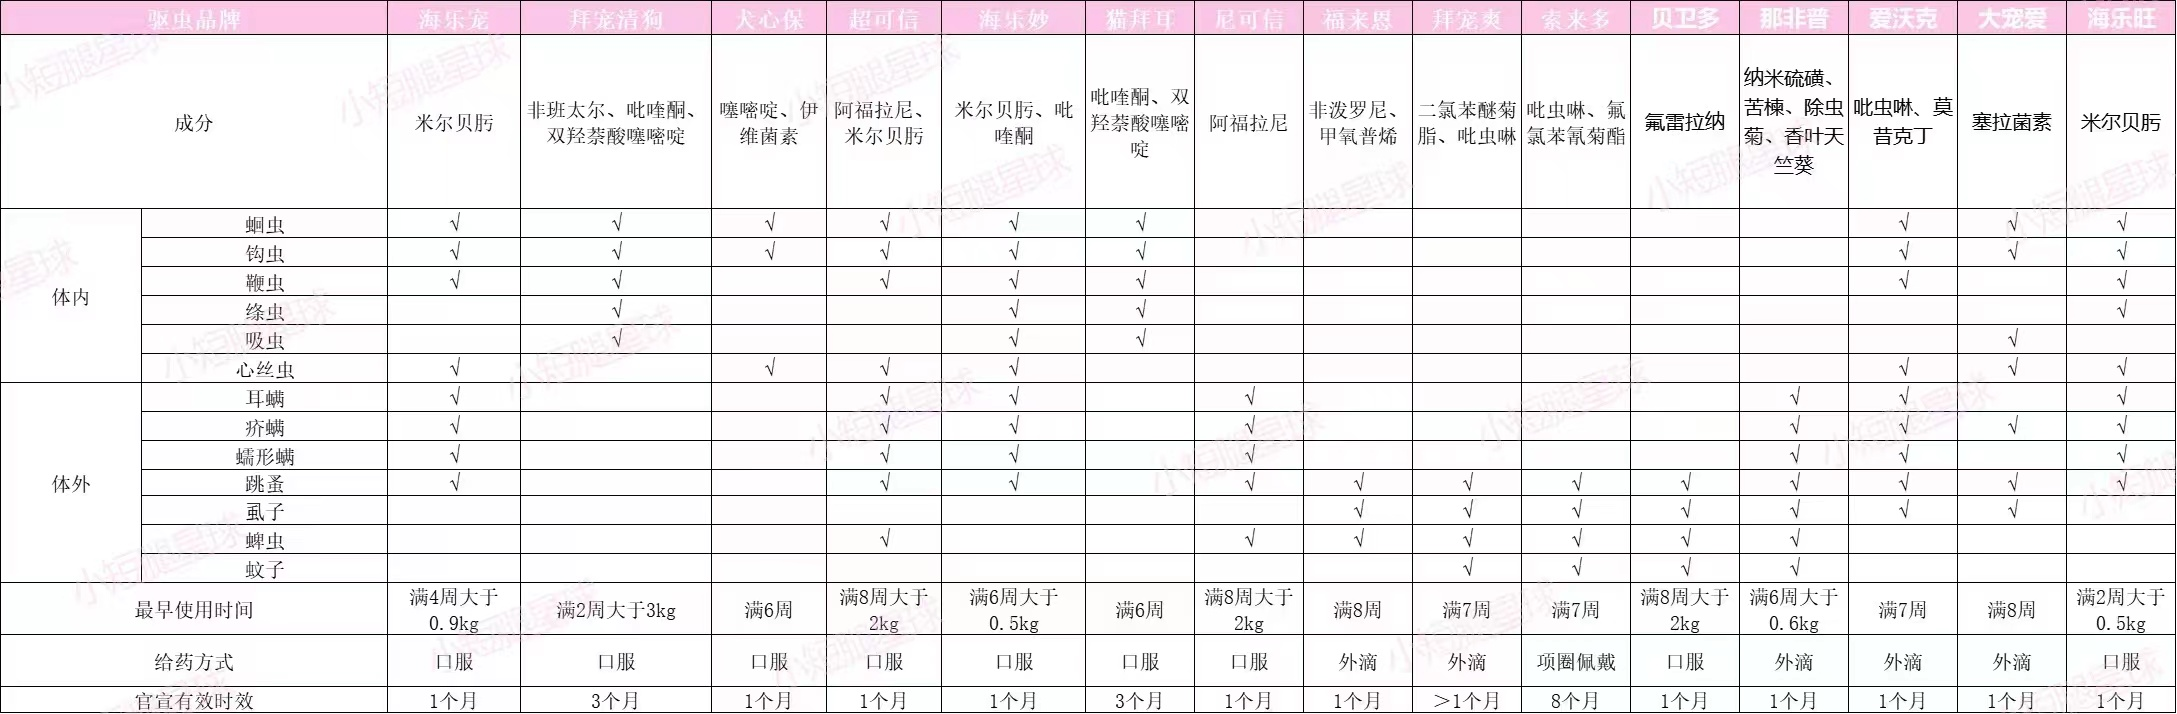 驱虫品牌 海乐宠 拜宠清狗 犬心保 超可信 海乐妙 猫拜耳 尼可信 福来恩 拜宠爽 索来多 贝卫多 那非普 爱沃克 大宠爱 海乐旺
成分 米尔贝肟 非班太尔、吡喹酮、双羟萘酸噻嘧啶 噻嘧啶、伊维菌素 阿福拉尼、米尔贝肟 米尔贝肟、吡喹酮 吡喹酮、双羟萘酸噻嘧啶 阿福拉尼 非泼罗尼、甲氧普烯 二氯苯醚菊脂、吡虫啉 吡虫啉、氟氯苯氰菊酯 氟雷拉纳 纳米硫磺、苦楝、除虫菊、香叶天竺葵 吡虫啉、莫昔克丁 塞拉菌素 米尔贝肟
体内
蛔虫 √ √ √ √ √ √ √ √ √
钩虫 √ √ √ √ √ √ √ √ √
鞭虫 √ √ √ √ √ √ √
绦虫 √ √ √ √
吸虫 √ √ √ √
心丝虫 √ √ √ √ √ √ √
体外
耳螨 √ √ √ √ √ √ √
疥螨 √ √ √ √ √ √ √ √
蠕形螨 √ √ √ √ √ √ √
跳蚤 √ √ √ √ √ √ √ √ √ √ √ √
虱子 √ √ √ √ √ √ √
蜱虫 √ √ √ √ √ √ √
蚊子 √ √ √ √
最早使用时间 满4周大于0.9kg 满2周大于3kg 满6周 满8周大于2kg 满6周大于0.5kg 满6周 满8周大于2kg 满8周 满7周 满7周 满8周大于2kg 满6周大于0.6kg 满7周 满8周 满2周大于0.5kg
给药方式 口服 口服 口服 口服 口服 口服 口服 外滴 外滴 项圈佩戴 口服 外滴 外滴 外滴 口服
官宣有效时效 1个月 3个月 1个月 1个月 1个月 3个月 1个月 1个月 >1个月 8个月 1个月 1个月 1个月 1个月 1个月
小短腿星球